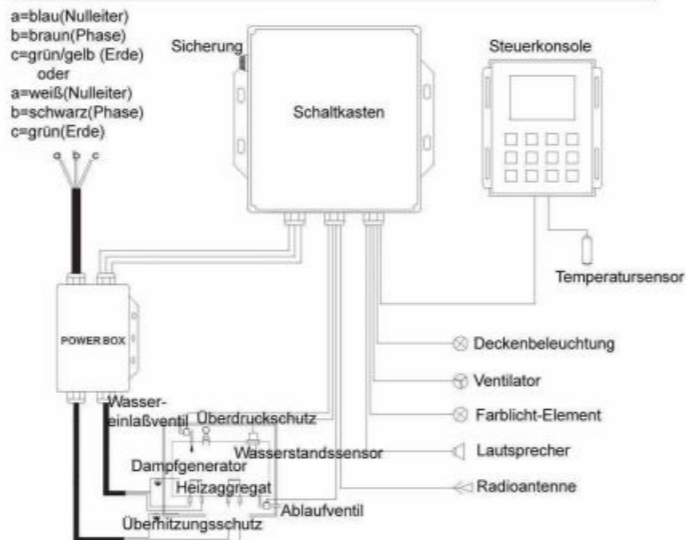 a=blau(Nulleiter)
b=braun(Phase)
c=grün/gelb (Erde)
oder
a=weiß(Nulleiter)
b=schwarz(Phase)
c=grün(Erde)
a b c
Sicherung
Schaltkasten
Steuerkonsole
Temperatursensor
POWER BOX
Deckenbeleuchtung
Ventilator
Farblicht-Element
Lautsprecher
Radioantenne
Wasser-
einlaßventil
Überdruckschutz
Wasserstandssensor
Dampfgenerator
Heizaggregat
Ablaufventil
Überhitzungsschutz